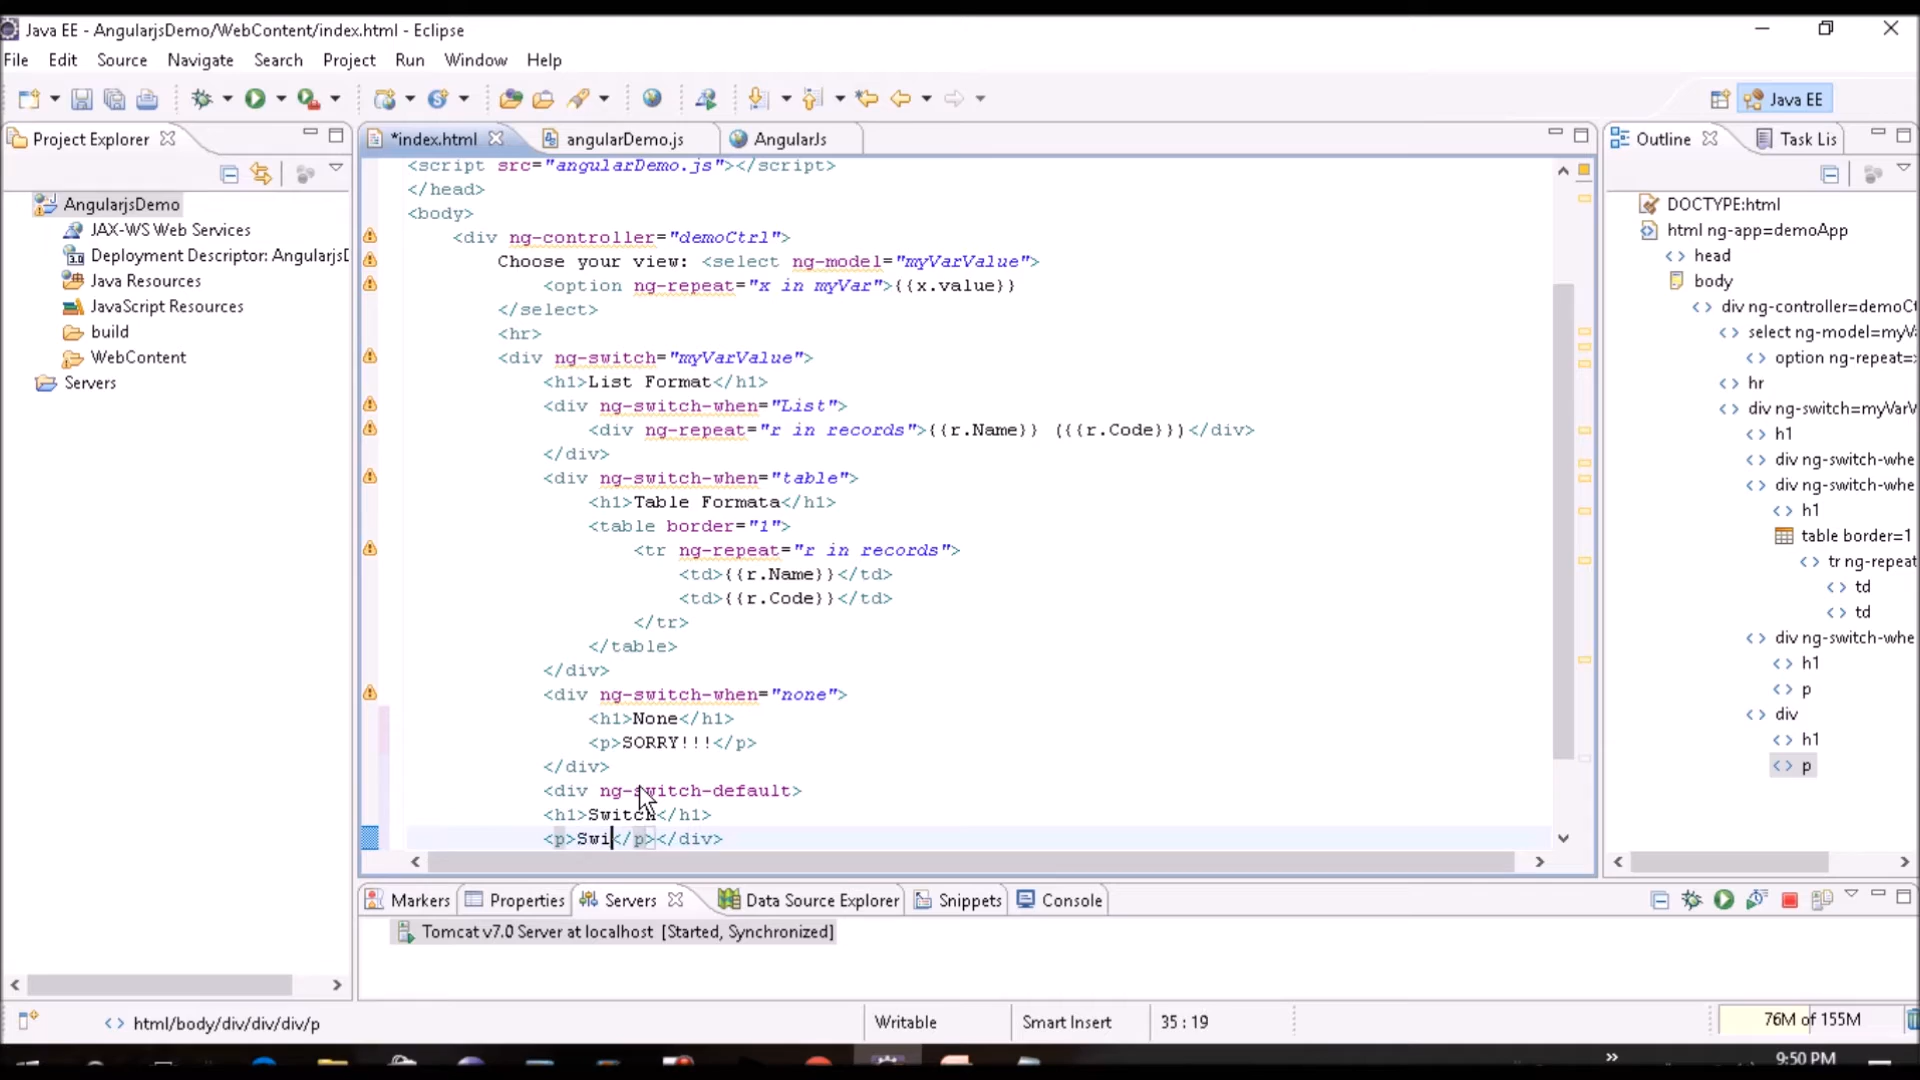 Java EE - AngularjsDemo/WebContent/index.html - Eclipse
File Edit Source Navigate Search Project Run Window Help
Java EE
Project Explorer
AngularjsDemo
JAX-WS Web Services
Deployment Descriptor: Angularjs
Java Resources
JavaScript Resources
build
WebContent
Servers
*index.html angularDemo.js AngularJs
<script src="angularDemo.js"></script>
</head>
<body>
<div ng-controller="demoCtrl">
Choose your view: <select ng-model="myVarValue">
<option ng-repeat="x in myVar">{{x.value}}
</select>
<hr>
<div ng-switch="myVarValue">
<h1>List Format</h1>
<div ng-switch-when="List">
<div ng-repeat="r in records">{{r.Name}} ({{r.Code}})</div>
</div>
<div ng-switch-when="table">
<h1>Table Formata</h1>
<table border="1">
<tr ng-repeat="r in records">
<td>{{r.Name}}</td>
<td>{{r.Code}}</td>
</tr>
</table>
</div>
<div ng-switch-when="none">
<h1>None</h1>
<p>SORRY!!!</p>
</div>
<div ng-switch-default>
<h1>Switch</h1>
<p>Swi</p></div>
Outline Task Lis
DOCTYPE:html
html ng-app=demoApp
head
body
div ng-controller=demoCt
select ng-model=myV
option ng-repeat=
hr
div ng-switch=myVarV
h1
div ng-switch-whe
div ng-switch-whe
h1
table border=1
tr ng-repeat
td
td
div ng-switch-whe
h1
p
div
h1
p
Markers Properties Servers Data Source Explorer Snippets Console
Tomcat v7.0 Server at localhost [Started, Synchronized]
html/body/div/div/div/p
Writable Smart Insert 35 : 19 76M of 155M
9:50 PM